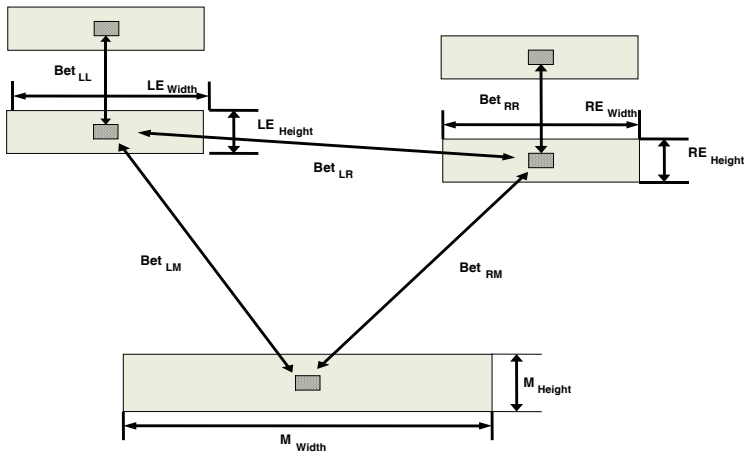 Bet LL
LE Width
LE Height
Bet RR
RE Width
RE Height
Bet LR
Bet LM
Bet RM
M Height
M Width